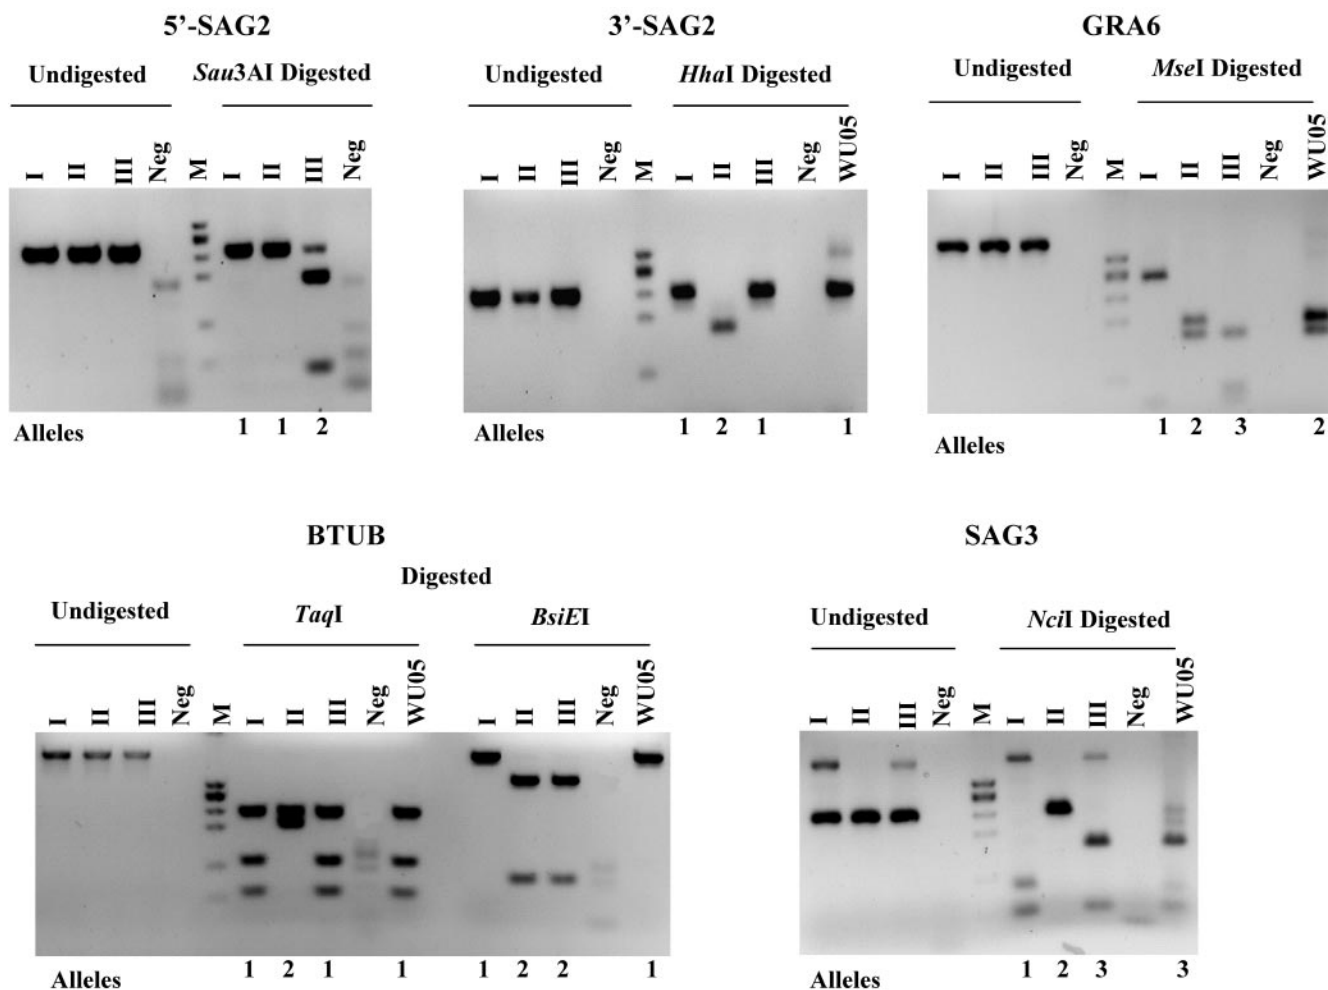 5’-SAG2
Undigested Sau3AI Digested
I II III Neg M I II III Neg
Alleles 1 1 2
3’-SAG2
Undigested HhaI Digested
I II III Neg M I II III Neg WU05
Alleles 1 2 1 1
GRA6
Undigested MseI Digested
I II III Neg M I II III Neg WU05
Alleles 1 2 3 2
BTUB
Digested
Undigested TaqI BsiEI
I II III Neg M I II III Neg WU05 I II III Neg WU05
Alleles 1 2 1 1 1 2 2 1
SAG3
Undigested NciI Digested
I II III Neg M I II III Neg WU05
Alleles 1 2 3 3